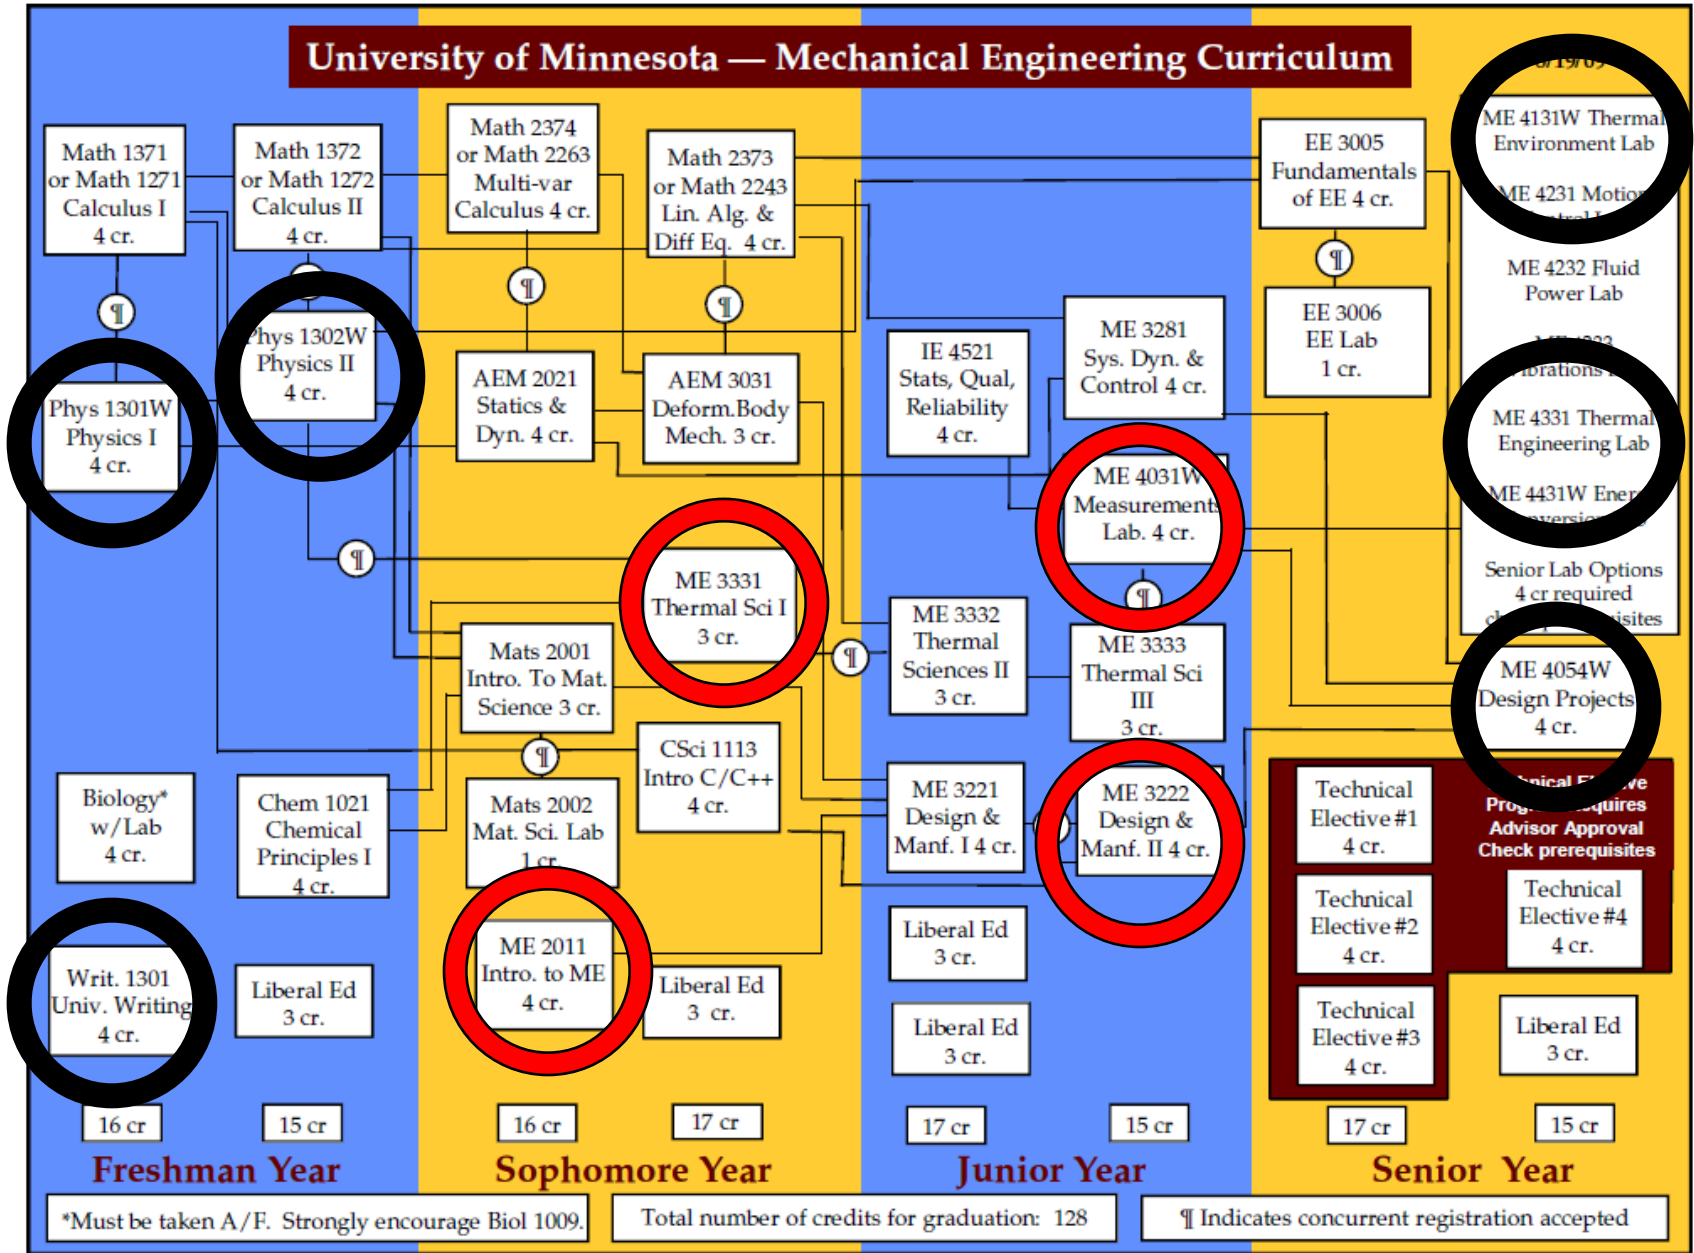 University of Minnesota — Mechanical Engineering Curriculum
Math 1371
or Math 1271
Calculus I
4 cr.
Math 1372
or Math 1272
Calculus II
4 cr.
Math 2374
or Math 2263
Multi-var
Calculus 4 cr.
Math 2373
or Math 2243
Lin. Alg. &
Diff Eq. 4 cr.
EE 3005
Fundamentals
of EE 4 cr.
ME 4131W Thermal
Environment Lab
ME 4231 Motion
ME 4232 Fluid
Power Lab
ME 4331 Thermal
Engineering Lab
ME 4431W
Senior Lab Options
4 cr required
¶
¶
¶
¶
Phys 1301W
Physics I
4 cr.
Phys 1302W
Physics II
4 cr.
AEM 2021
Statics &
Dyn. 4 cr.
AEM 3031
Deform.Body
Mech. 3 cr.
IE 4521
Stats, Qual,
Reliability
4 cr.
ME 3281
Sys. Dyn. &
Control 4 cr.
EE 3006
EE Lab
1 cr.
ME 4031W
Measurements
Lab. 4 cr.
¶
¶
¶
ME 3331
Thermal Sci I
3 cr.
Mats 2001
Intro. To Mat.
Science 3 cr.
ME 3332
Thermal
Sciences II
3 cr.
ME 3333
Thermal Sci
III
3 cr.
ME 4054W
Design Projects
4 cr.
¶
Biology*
w/Lab
4 cr.
Chem 1021
Chemical
Principles I
4 cr.
Mats 2002
Mat. Sci. Lab
1 cr.
CSci 1113
Intro C/C++
4 cr.
ME 3221
Design &
Manf. I 4 cr.
ME 3222
Design &
Manf. II 4 cr.
Technical
Elective #1
4 cr.
Advisor Approval
Check prerequisites
Technical
Elective #2
4 cr.
Technical
Elective #4
4 cr.
Writ. 1301
Univ. Writing
4 cr.
Liberal Ed
3 cr.
ME 2011
Intro. to ME
4 cr.
Liberal Ed
3 cr.
Liberal Ed
3 cr.
Liberal Ed
3 cr.
Technical
Elective #3
4 cr.
Liberal Ed
3 cr.
16 cr
15 cr
16 cr
17 cr
17 cr
15 cr
17 cr
15 cr
Freshman Year
Sophomore Year
Junior Year
Senior Year
*Must be taken A/F. Strongly encourage Biol 1009.
Total number of credits for graduation: 128
¶ Indicates concurrent registration accepted